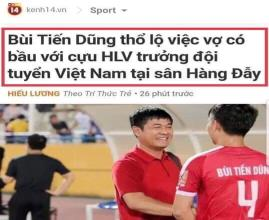 14
kenh14.vn
Sport
Bùi Tiến Dũng thổ lộ việc vợ có
bầu với cựu HLV trưởng đội
tuyển Việt Nam tại sân Hàng Đẫy
HIẾU LƯƠNG Theo Trí Thức Trẻ • 26 phút trước
BÙI TIẾN DŨNG
4